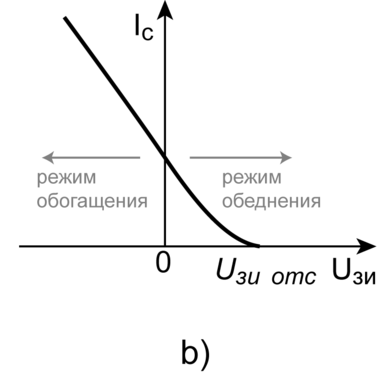 Iс
режим
обогащения
режим
обеднения
0
Uзи отс
Uзи
b)